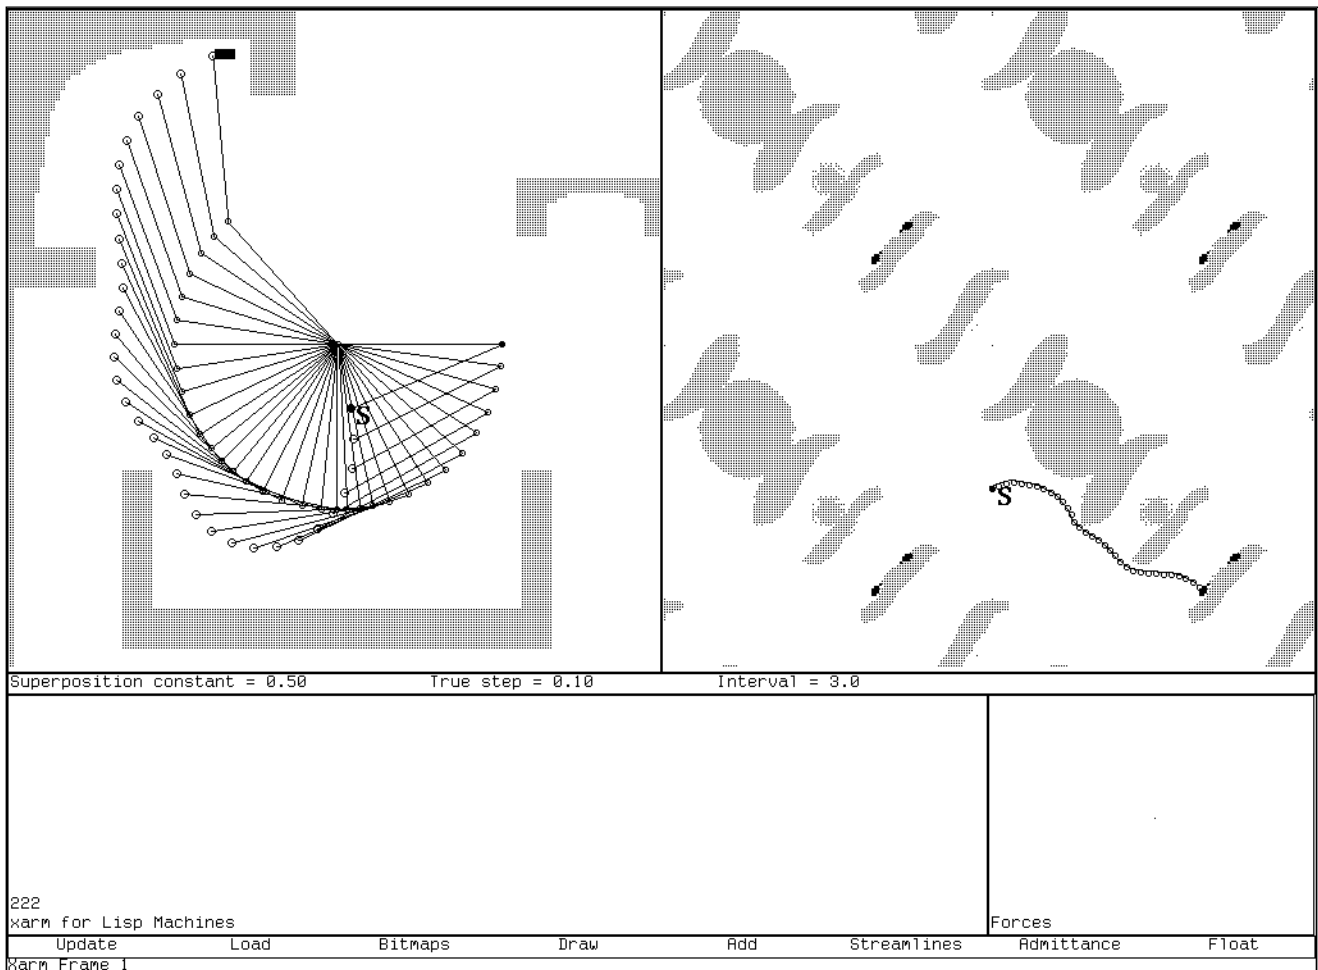 S
S
Superposition constant = 0.50 True step = 0.10 Interval = 3.0
222
xarm for Lisp Machines
Forces
Update Load Bitmaps Draw Add Streamlines Admittance Float
Xarm Frame 1